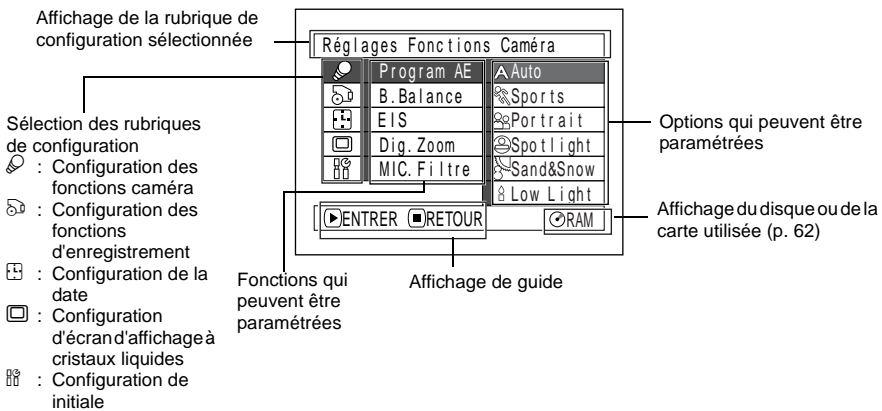 Affichage de la rubrique de
configuration sélectionnée
Réglages Fonctions Caméra
Program AE
B.Balance
EIS
Dig.Zoom
MIC.Filtre
Auto
Sports
Portrait
Spotlight
Sand&Snow
Low Light
ENTRER RETOUR
RAM
Sélection des rubriques
de configuration
: Configuration des
fonctions caméra
: Configuration des
fonctions
d'enregistrement
: Configuration de la
date
: Configuration
d'écran d'affichage à
cristaux liquides
: Configuration de
initiale
Fonctions qui
peuvent être
paramétrées
Affichage de guide
Options qui peuvent être
paramétrées
Affichage du disque ou de la
carte utilisée (p. 62)